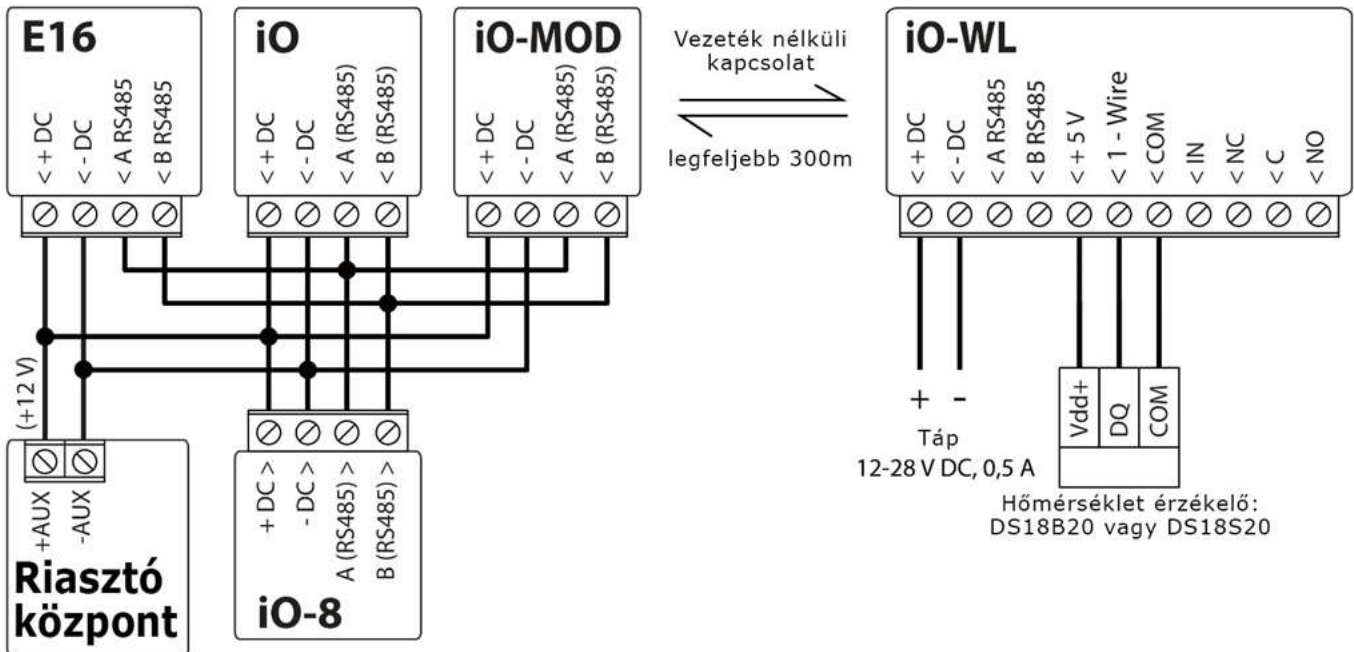 E16
< + DC
< - DC
< A RS485
< B RS485
iO
< + DC
< - DC
< A (RS485)
< B (RS485)
iO-MOD
< + DC
< - DC
< A (RS485)
< B (RS485)
Vezeték nélküli
kapcsolat
legfeljebb 300m
iO-WL
< + DC
< - DC
< A RS485
< B RS485
< + 5 V
< 1 - Wire
< COM
< IN
< NC
< C
< NO
(+12 V)
+AUX
-AUX
Riasztó
központ
+ DC >
- DC >
A (RS485) >
B (RS485) >
iO-8
+ -
Táp
12-28 V DC, 0,5 A
Vdd+
DQ
COM
Hőmérséklet érzékelő:
DS18B20 vagy DS18S20